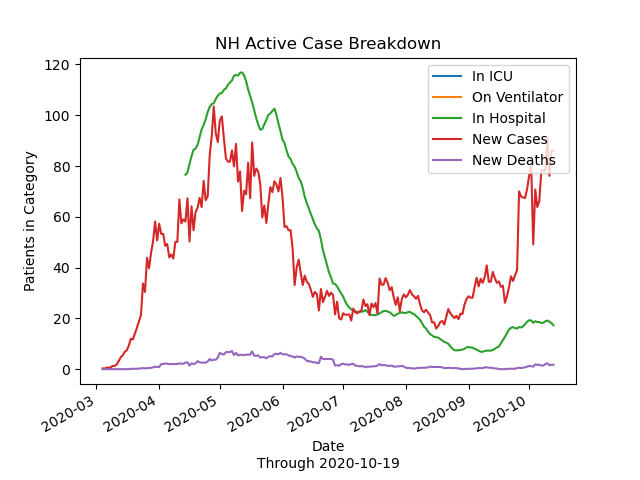 NH Active Case Breakdown
Patients in Category
120
100
80
60
40
20
0
In ICU
On Ventilator
In Hospital
New Cases
New Deaths
2020-03
2020-04
2020-05
2020-06
2020-07
2020-08
2020-09
2020-10
Date
Through 2020-10-19